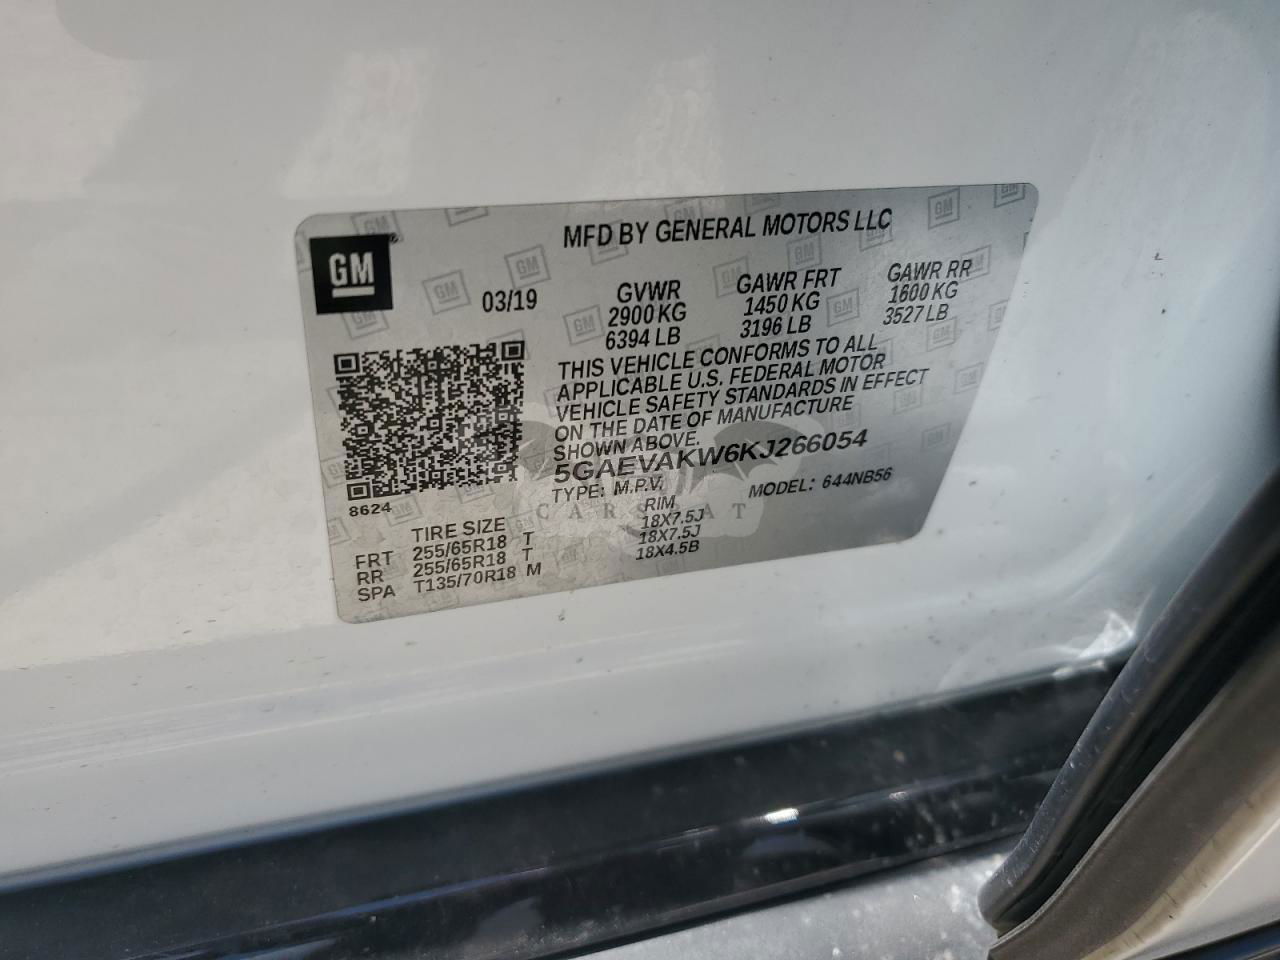 MFD BY GENERAL MOTORS LLC
GM
03/19
GVWR GAWR FRT GAWR RR
2900 KG 1450 KG 1600 KG
6394 LB 3196 LB 3527 LB
THIS VEHICLE CONFORMS TO ALL
APPLICABLE U.S. FEDERAL MOTOR
VEHICLE SAFETY STANDARDS IN EFFECT
ON THE DATE OF MANUFACTURE
SHOWN ABOVE.
5GAEVAKW6KJ266054
TYPE: M.P.V. MODEL: 644NB56
8624
TIRE SIZE RIM
FRT 255/65R18 T 18X7.5J
RR 255/65R18 T 18X7.5J
SPA T135/70R18 M 18X4.5B